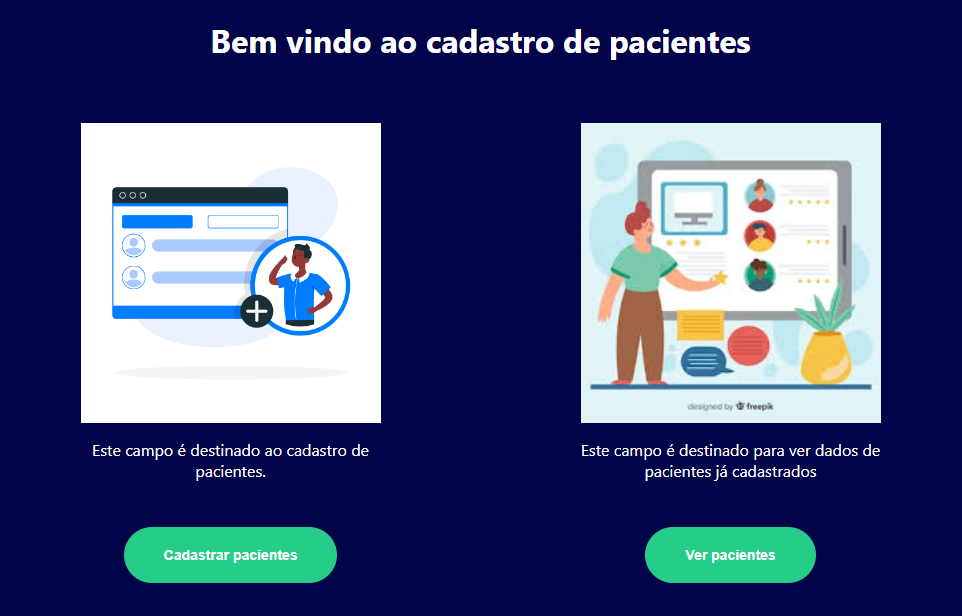 Bem vindo ao cadastro de pacientes
Este campo é destinado ao cadastro de
pacientes.
Cadastrar pacientes
designed by freepik
Este campo é destinado para ver dados de
pacientes já cadastrados
Ver pacientes